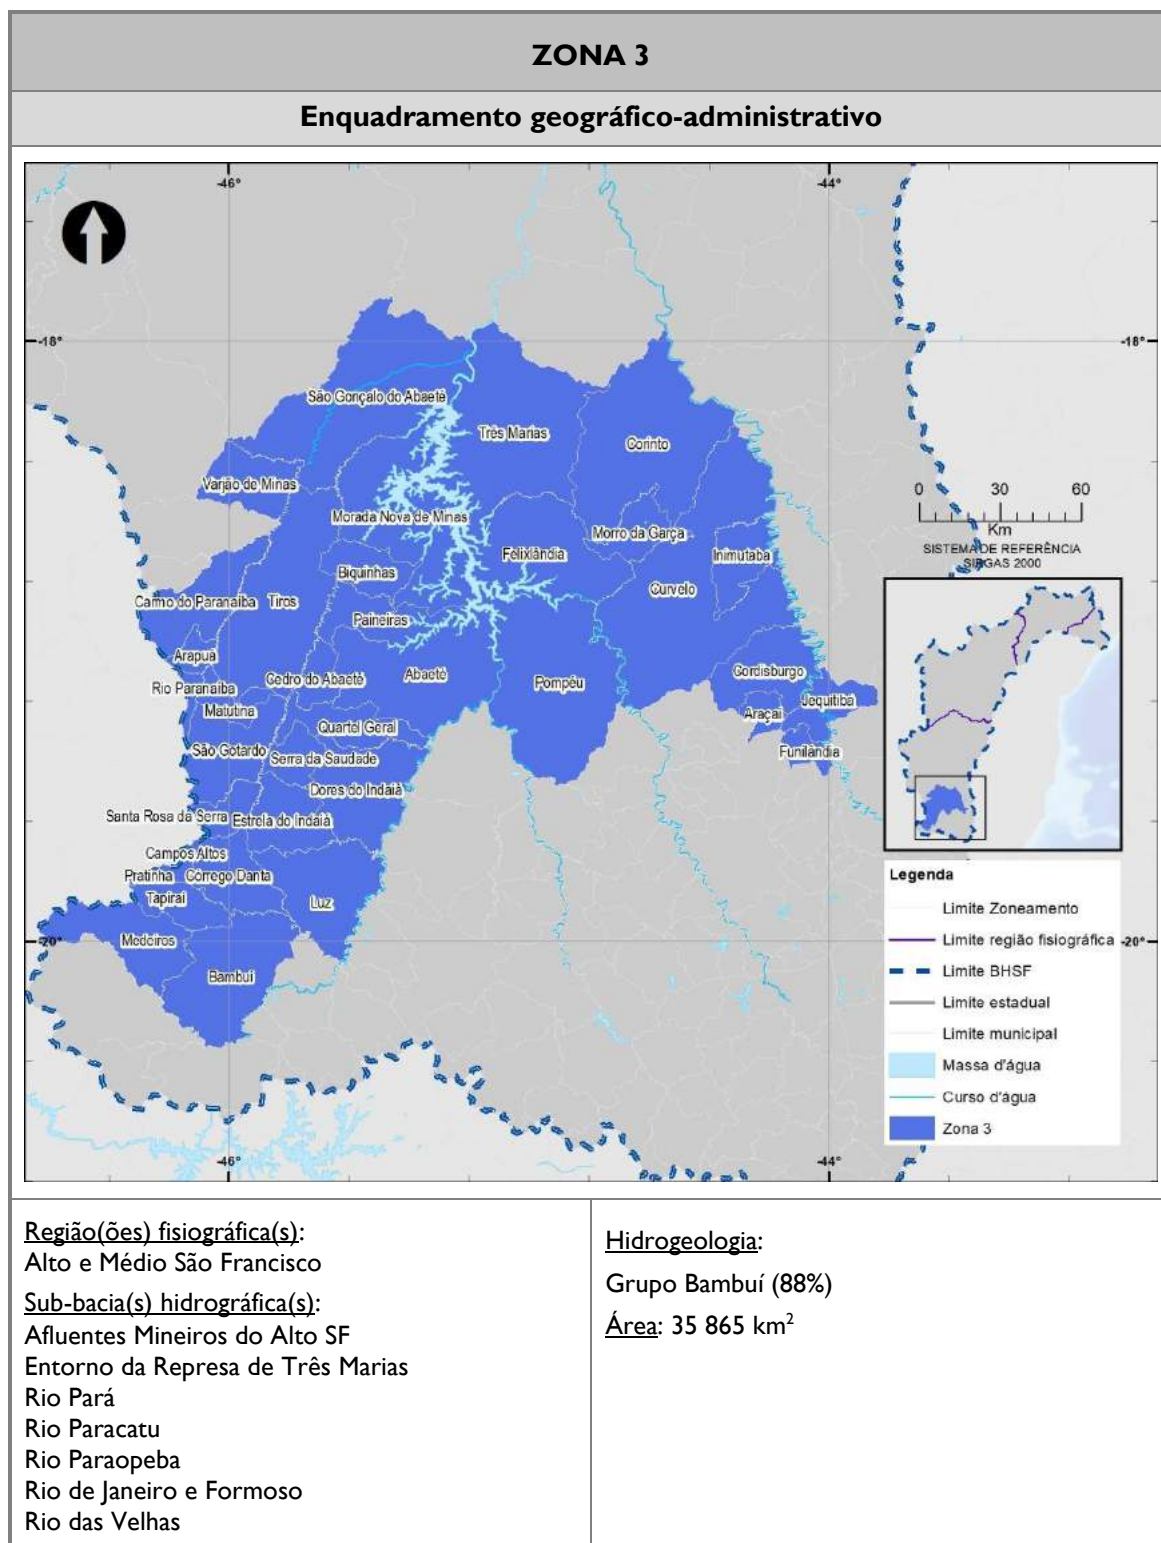 ZONA 3
Enquadramento geográfico-administrativo
-46°
-44°
-18°
-18°
São Gonçalo do Abaeté
Três Marias
Corinto
Varjão de Minas
0 30 60
Km
SISTEMA DE REFERÊNCIA
SIRGAS 2000
Morada Nova de Minas
Morro da Garça
Felixlândia
Inimutaba
Biquinhas
Curvelo
Carmo do Paranaíba
Tiros
Paineiras
Arapuá
Cedro do Abaeté
Abaeté
Pompéu
Cordisburgo
Rio Paranaíba
Jequitibá
Matutina
Araçaí
Quartel Geral
São Gotardo
Serra da Saudade
Funilândia
Dores do Indaiá
Santa Rosa da Serra
Estrela do Indaiá
Campos Altos
Pratinha
Córrego Danta
Tapiraí
Luz
Medeiros
Bambuí
-20°
-20°
Legenda
Limite Zoneamento
Limite região fisiográfica
Limite BHSF
Limite estadual
Limite municipal
Massa d'água
Curso d'água
Zona 3
-46°
-44°
Região(ões) fisiográfica(s):
Alto e Médio São Francisco
Sub-bacia(s) hidrográfica(s):
Afluentes Mineiros do Alto SF
Entorno da Represa de Três Marias
Rio Pará
Rio Paracatu
Rio Paraopeba
Rio de Janeiro e Formoso
Rio das Velhas
Hidrogeologia:
Grupo Bambuí (88%)
Área: 35 865 km²